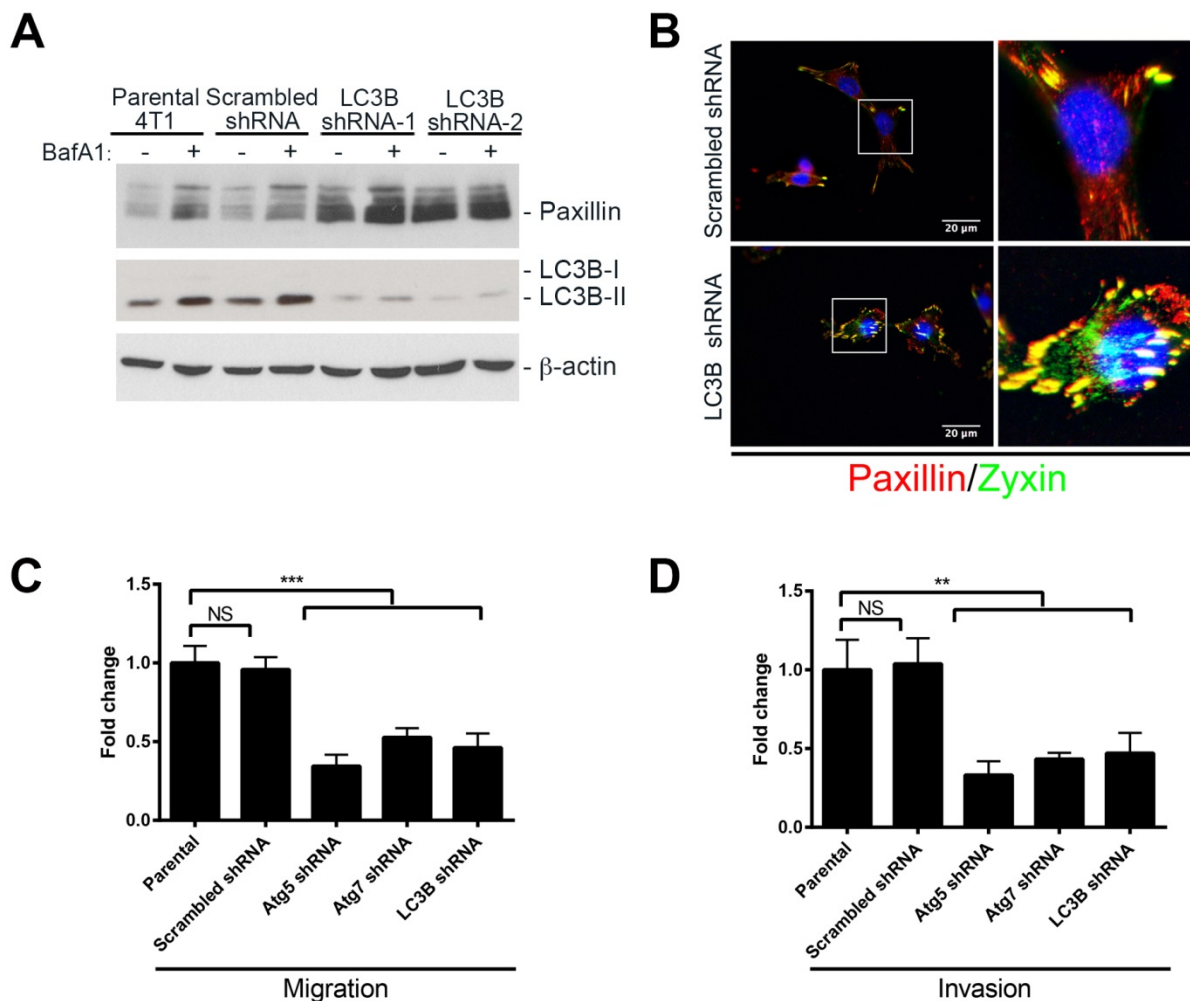 A
Parental Scrambled LC3B LC3B
4T1 shRNA shRNA-1 shRNA-2
BafA1: - + - + - + - +
- Paxillin
- LC3B-I
- LC3B-II
- β-actin
B
Scrambled shRNA
20 μm
LC3B shRNA
20 μm
Paxillin/Zyxin
C
Fold change
1.5
1.0
0.5
0.0
***
NS
Parental
Scrambled shRNA
Atg5 shRNA
Atg7 shRNA
LC3B shRNA
Migration
D
Fold change
1.5
1.0
0.5
0.0
**
NS
Parental
Scrambled shRNA
Atg5 shRNA
Atg7 shRNA
LC3B shRNA
Invasion